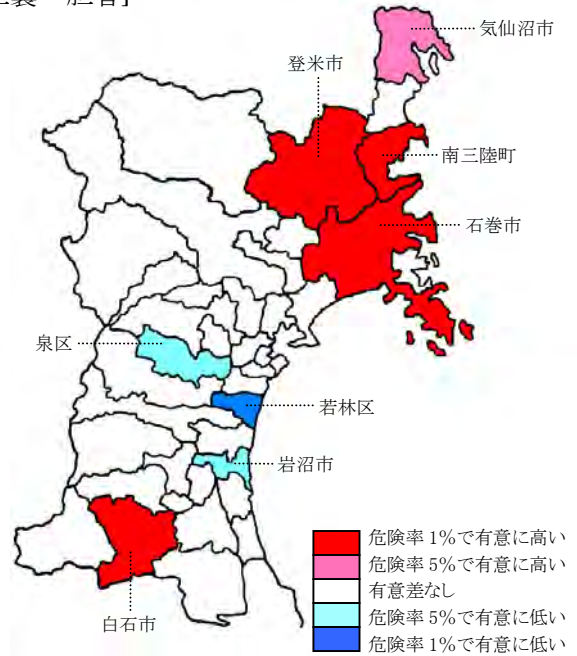 気仙沼市
登米市
南三陸町
石巻市
泉区
若林区
岩沼市
白石市
危険率 1%で有意に高い
危険率 5%で有意に高い
有意差なし
危険率 5%で有意に低い
危険率 1%で有意に低い